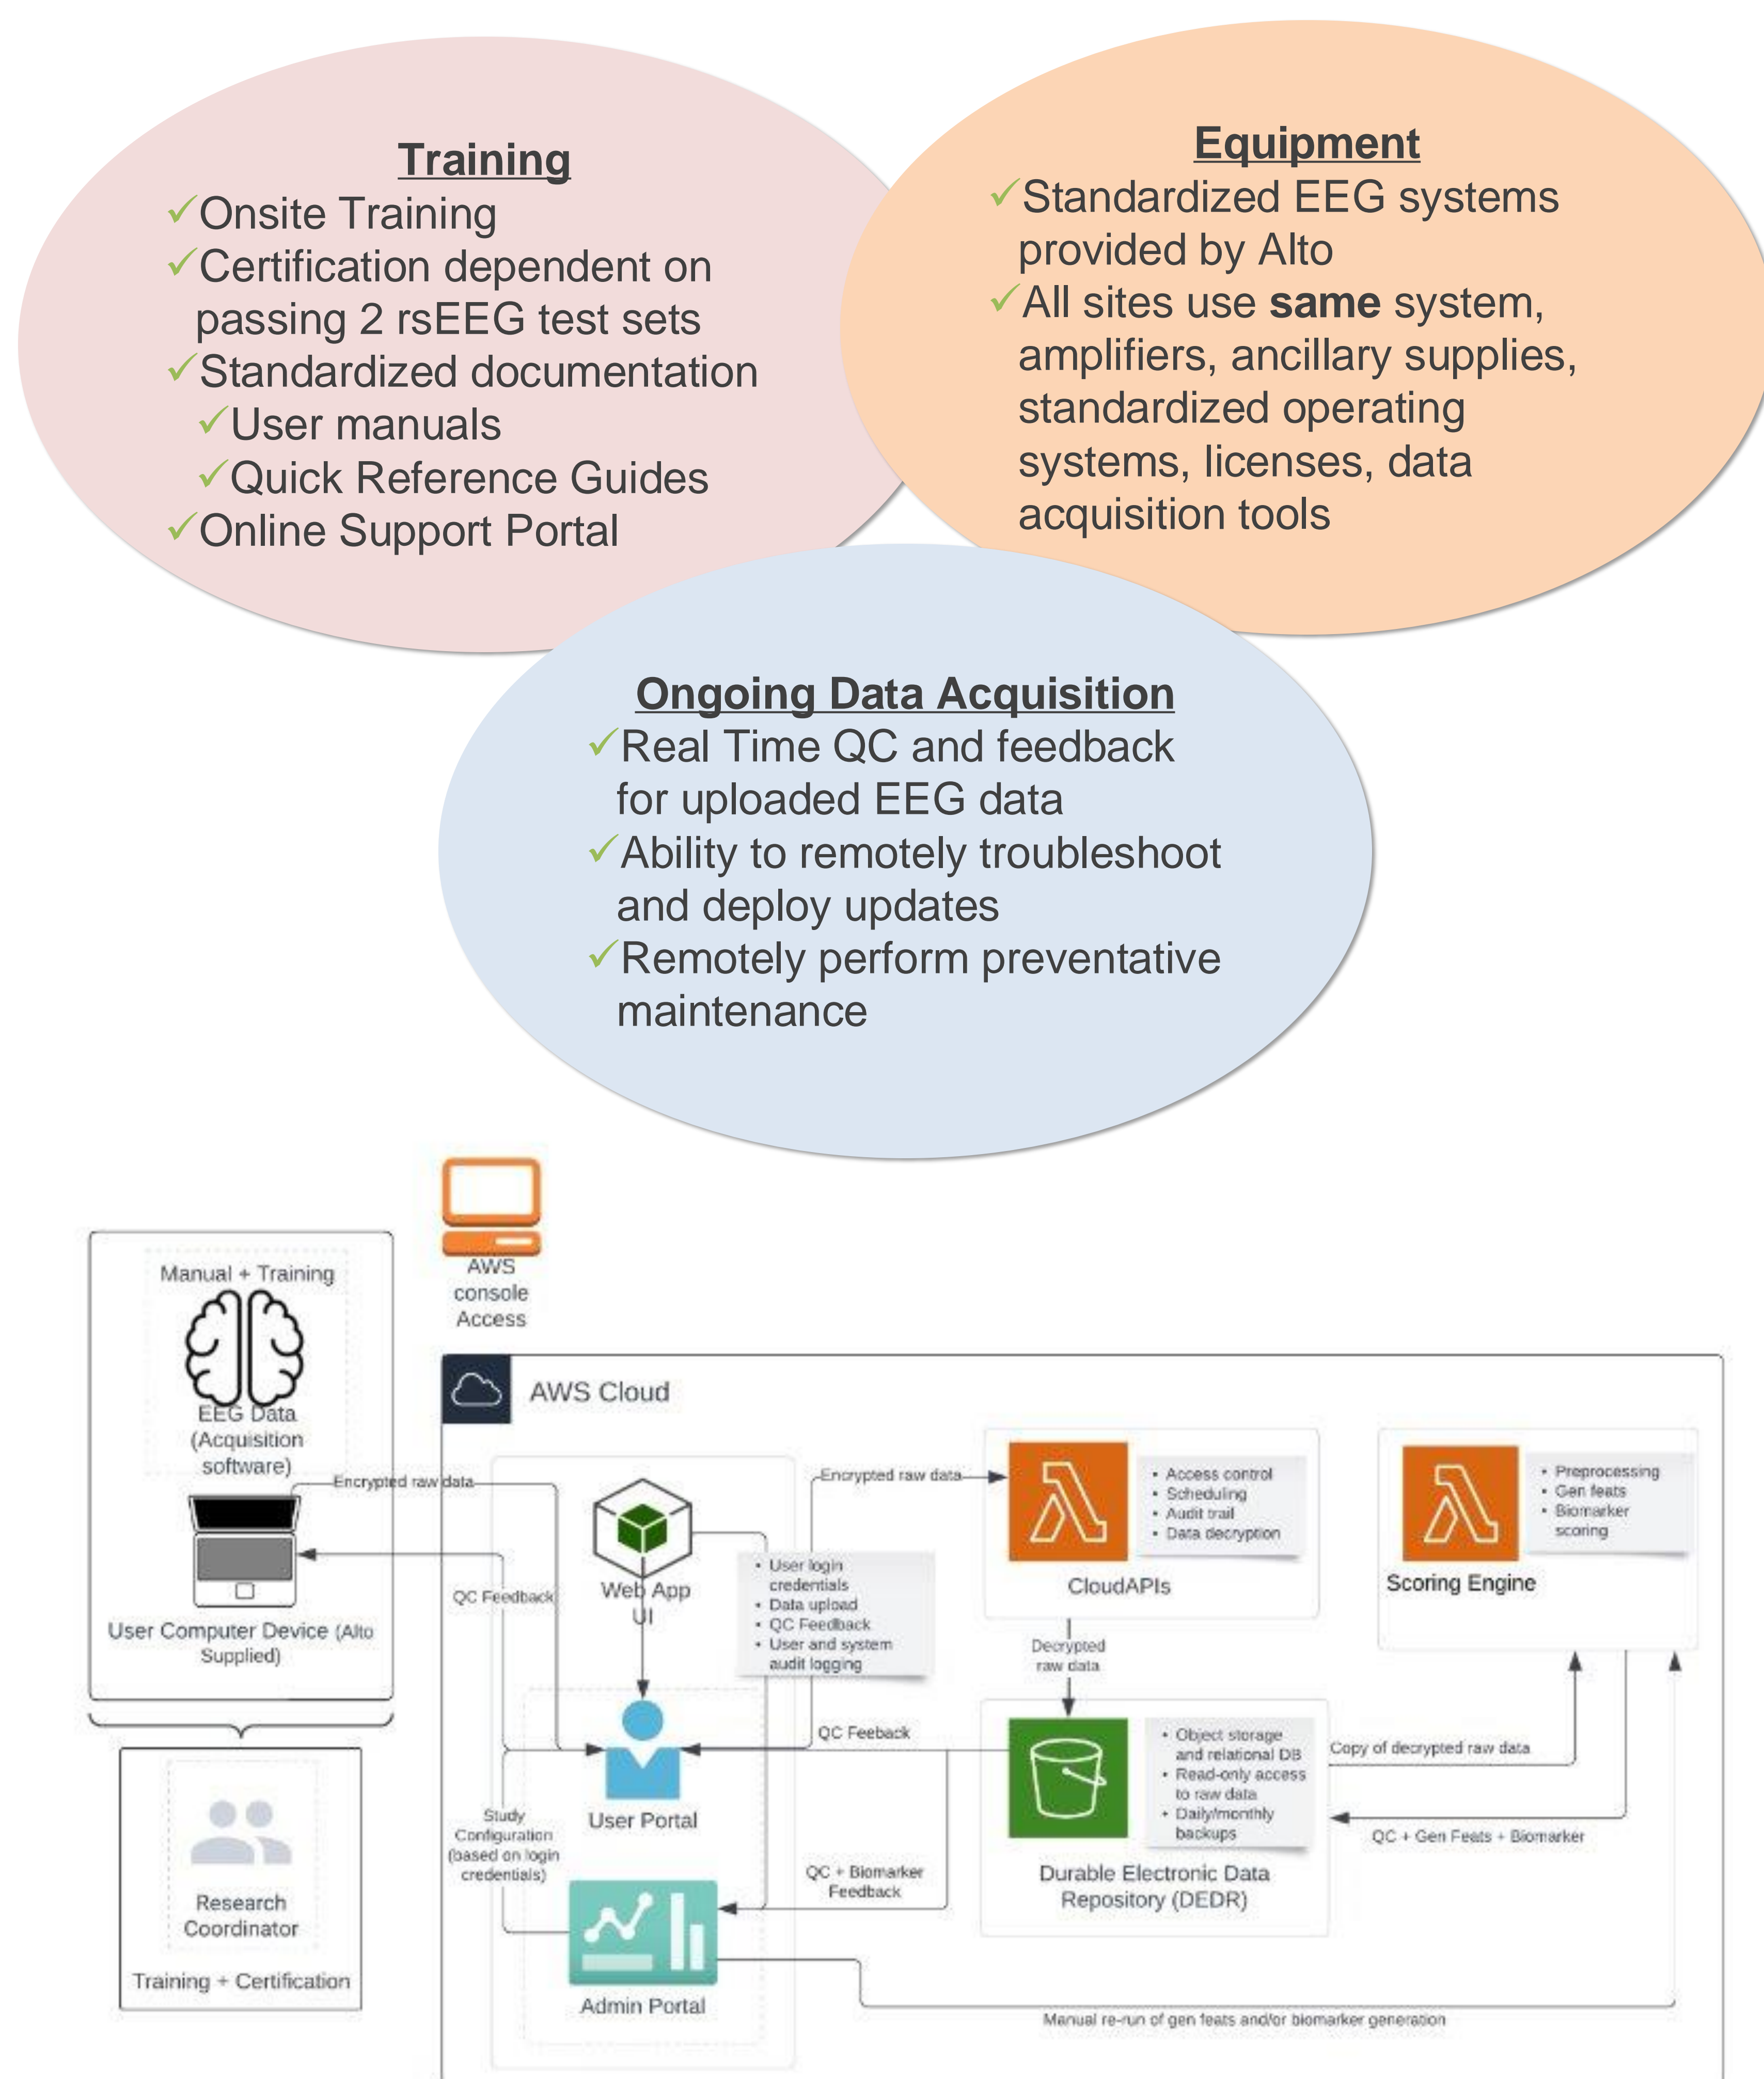 Training
✓Onsite Training
✓Certification dependent on
passing 2 rsEEG test sets
✓Standardized documentation
✓User manuals
✓Quick Reference Guides
✓Online Support Portal
Equipment
✓Standardized EEG systems
provided by Alto
✓All sites use same system,
amplifiers, ancillary supplies,
standardized operating
systems, licenses, data
acquisition tools
Ongoing Data Acquisition
✓Real Time QC and feedback
for uploaded EEG data
✓Ability to remotely troubleshoot
and deploy updates
✓Remotely perform preventative
maintenance
AWS
console
Access
Manual + Training
EEG Data
(Acquisition
software)
Encrypted raw data
QC Feedback
User Computer Device (Alto
Supplied)
Research
Coordinator
Training + Certification
AWS Cloud
Web App
UI
• User login
credentials
• Data upload
• QC Feedback
• User and system
audit logging
User Portal
Study
Configuration
(based on login
credentials)
Admin Portal
Encrypted raw data
• Access control
• Scheduling
• Audit trail
• Data decryption
CloudAPIs
Decrypted
raw data
QC Feeback
QC + Biomarker
Feedback
• Object storage
and relational DB
• Read-only access
to raw data
• Daily/monthly
backups
Durable Electronic Data
Repository (DEDR)
• Preprocessing
• Gen feats
• Biomarker
scoring
Scoring Engine
Copy of decrypted raw data
QC + Gen Feats + Biomarker
Manual re-run of gen feats and/or biomarker generation